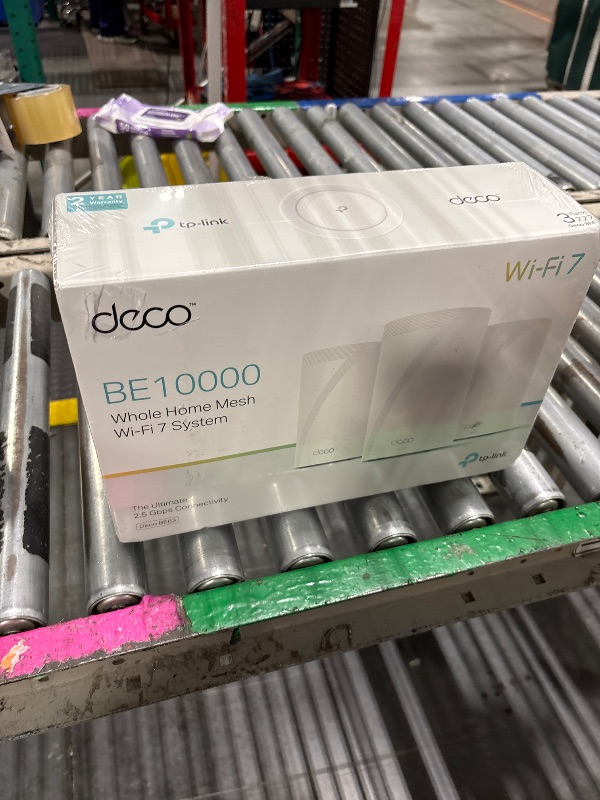 2 YEAR
Warranty
tp-link
deco
deco™
Wi-Fi 7
BE10000
Whole Home Mesh
Wi-Fi 7 System
deco
deco
tp-link
The Ultimate
2.5 Gbps Connectivity